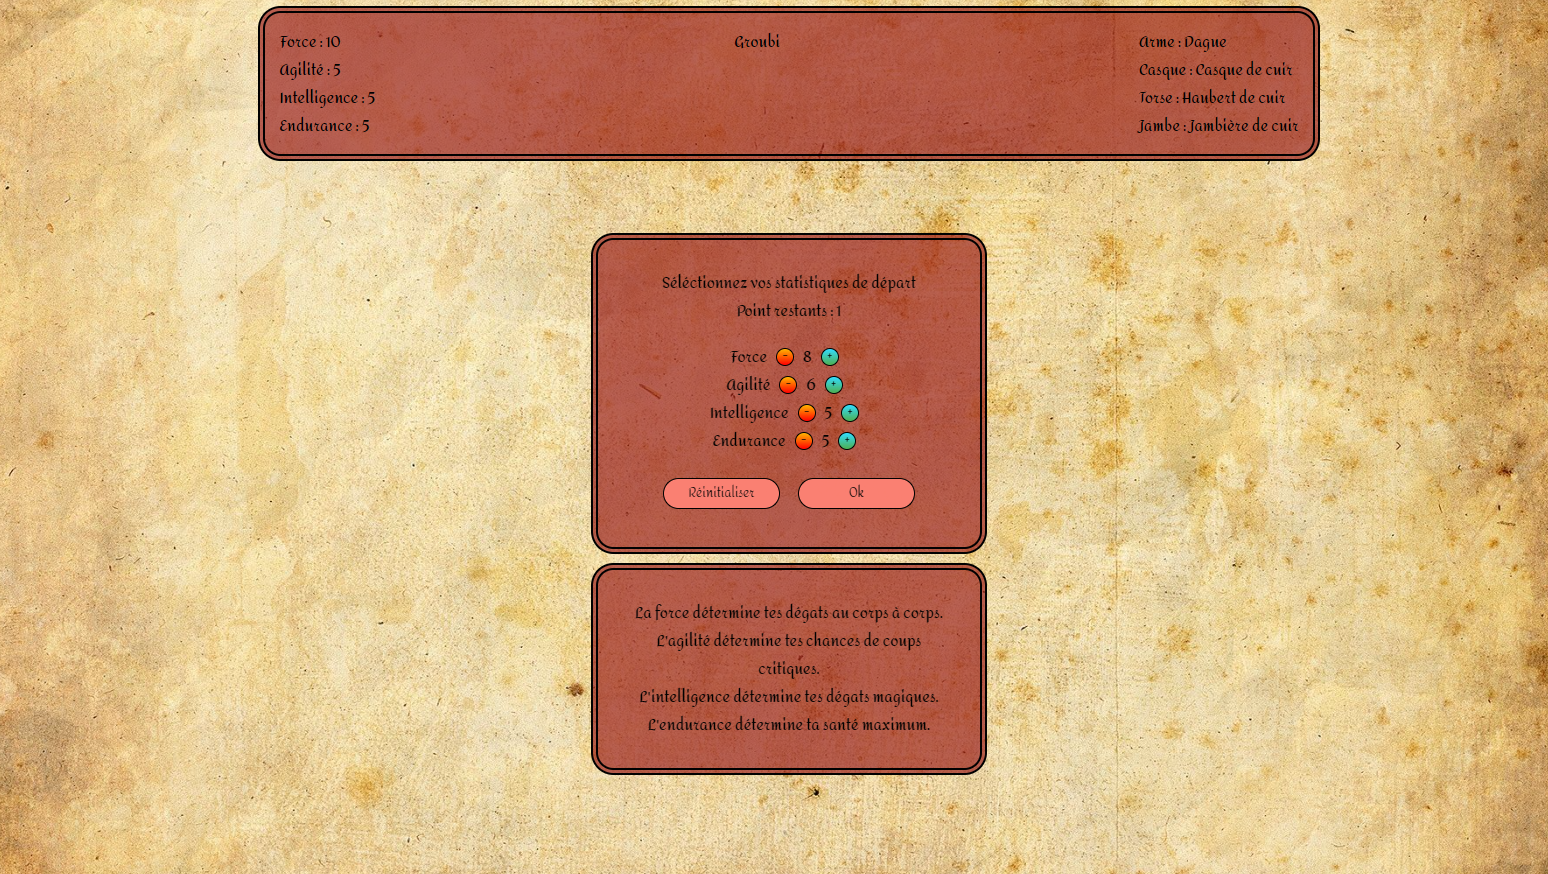 Force : 10
Agilité : 5
Intelligence : 5
Endurance : 5
Groubi
Arme : Dague
Casque : Casque de cuir
Torse : Haubert de cuir
Jambe : Jambière de cuir
Séléctionnez vos statistiques de départ
Point restants : 1
Force - 8 +
Agilité - 6 +
Intelligence - 5 +
Endurance - 5 +
Réinitialiser Ok
La force détermine tes dégats au corps à corps.
L'agilité détermine tes chances de coups
critiques.
L'intelligence détermine tes dégats magiques.
L'endurance détermine ta santé maximum.